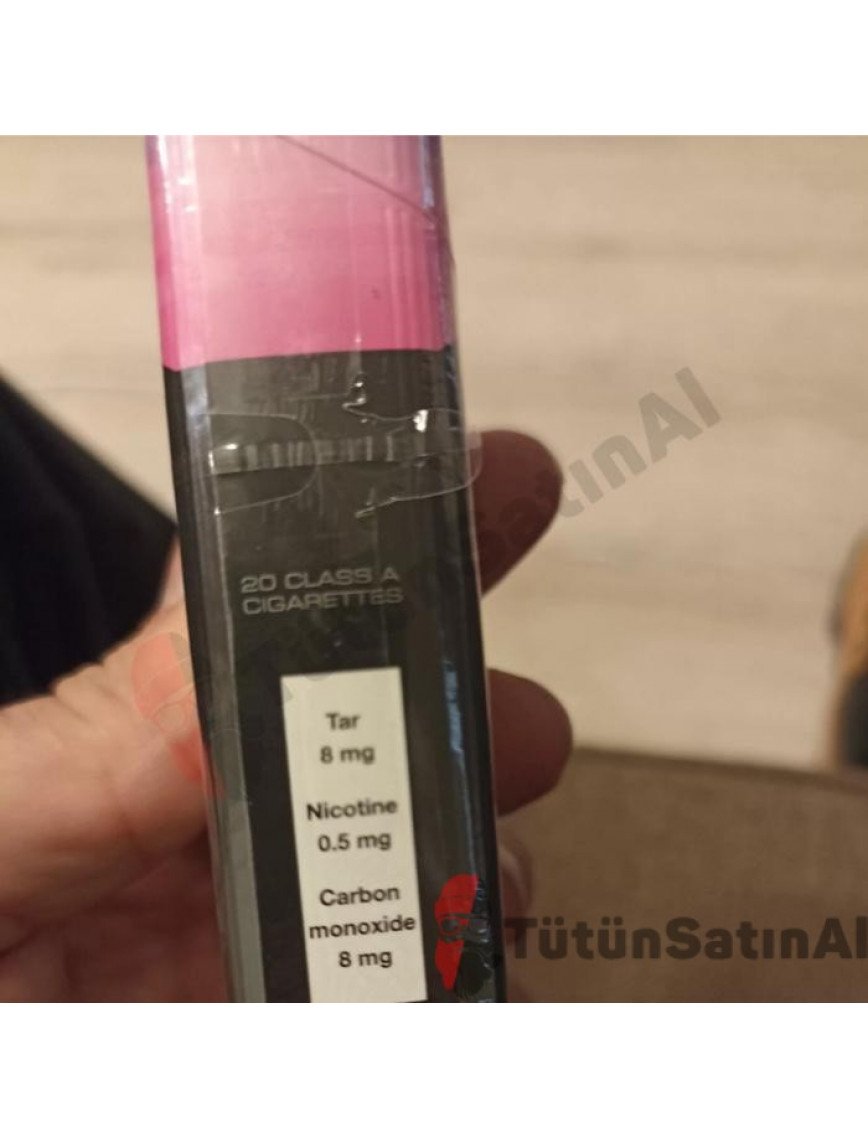 20 CLASS A
CIGARETTES
Tar
8 mg
Nicotine
0.5 mg
Carbon
monoxide
8 mg
TütünSatınAl